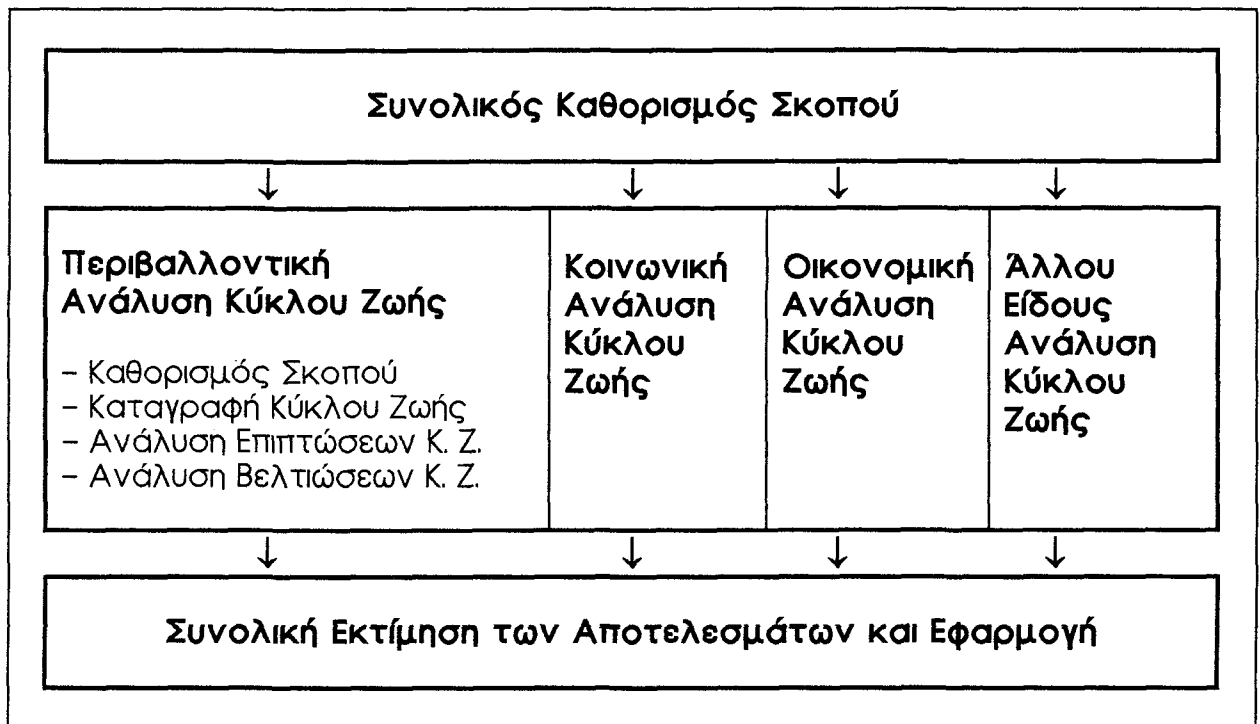 Συνολικός Καθορισμός Σκοπού
↓ ↓ ↓ ↓
Περιβαλλοντική
Ανάλυση Κύκλου Ζωής
– Καθορισμός Σκοπού
– Καταγραφή Κύκλου Ζωής
– Ανάλυση Επιπτώσεων Κ. Ζ.
– Ανάλυση Βελτιώσεων Κ. Ζ.
Κοινωνική
Ανάλυση
Κύκλου
Ζωής
Οικονομική
Ανάλυση
Κύκλου
Ζωής
Άλλου
Είδους
Ανάλυση
Κύκλου
Ζωής
↓ ↓ ↓ ↓
Συνολική Εκτίμηση των Αποτελεσμάτων και Εφαρμογή